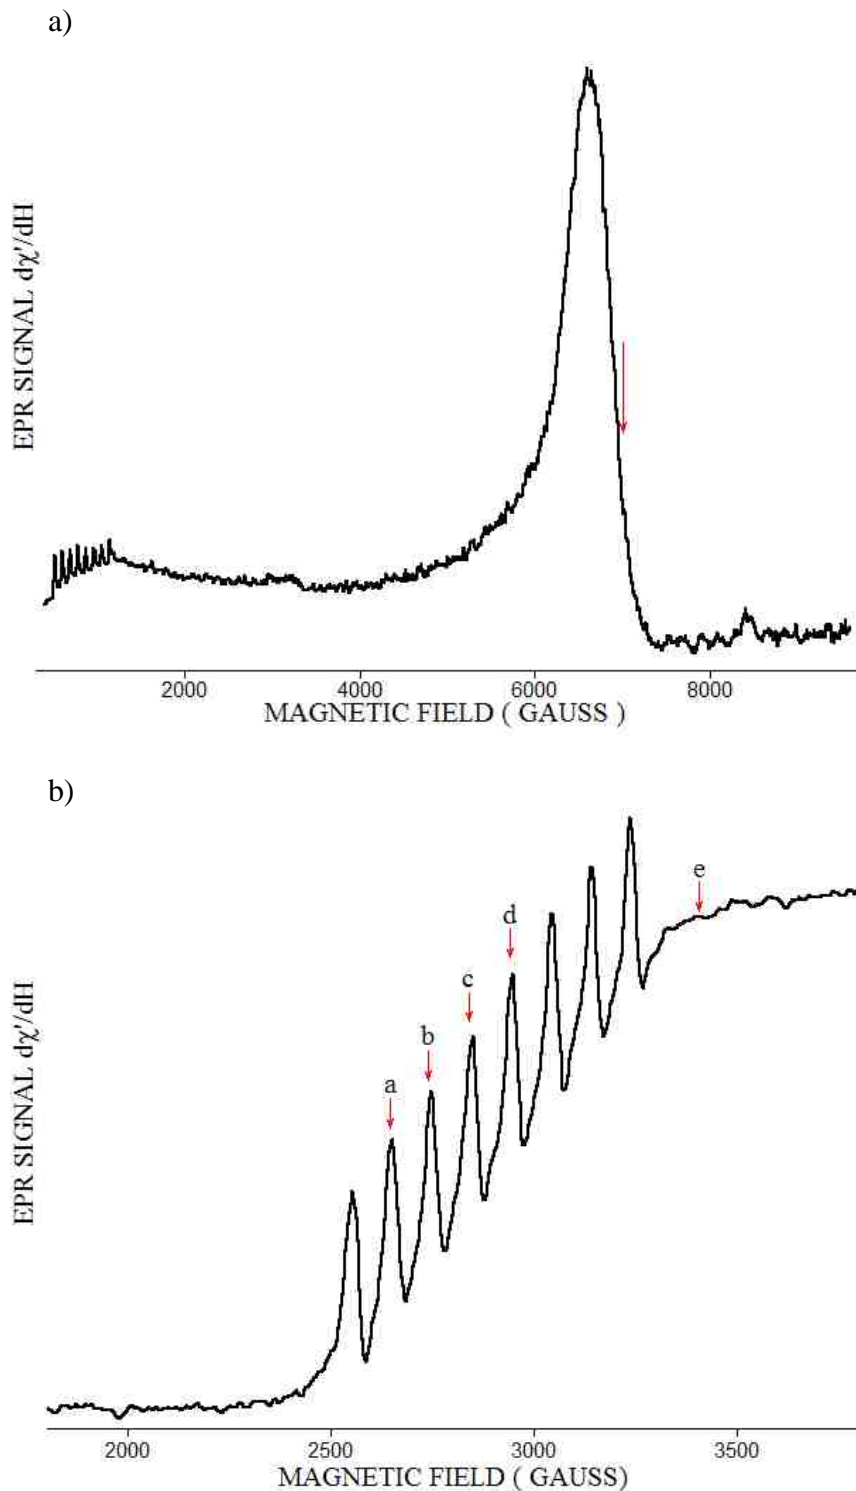 a)
EPR SIGNAL dχ'/dH
2000 4000 6000 8000
MAGNETIC FIELD ( GAUSS )
b)
e
d
c
b
a
EPR SIGNAL dχ'/dH
2000 2500 3000 3500
MAGNETIC FIELD ( GAUSS)